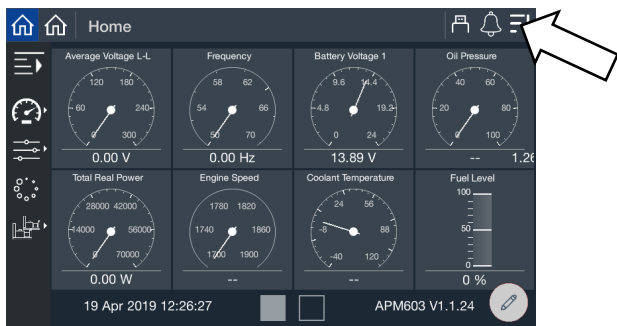 Home
Average Voltage L-L
120 180
60 240
0 300
0.00 V
Frequency
58 62
54 66
50 70
0.00 Hz
Battery Voltage 1
9.6 14.4
-4.8 19.2
0 24
13.89 V
Oil Pressure
40 60
20 80
0 100
-- 1.26
Total Real Power
28000 42000
14000 56000
0 70000
0.00 W
Engine Speed
1780 1820
1740 1860
1700 1900
--
Coolant Temperature
24 56
-8 88
-40 120
--
Fuel Level
100
50
0
0 %
19 Apr 2019 12:26:27
APM603 V1.1.24